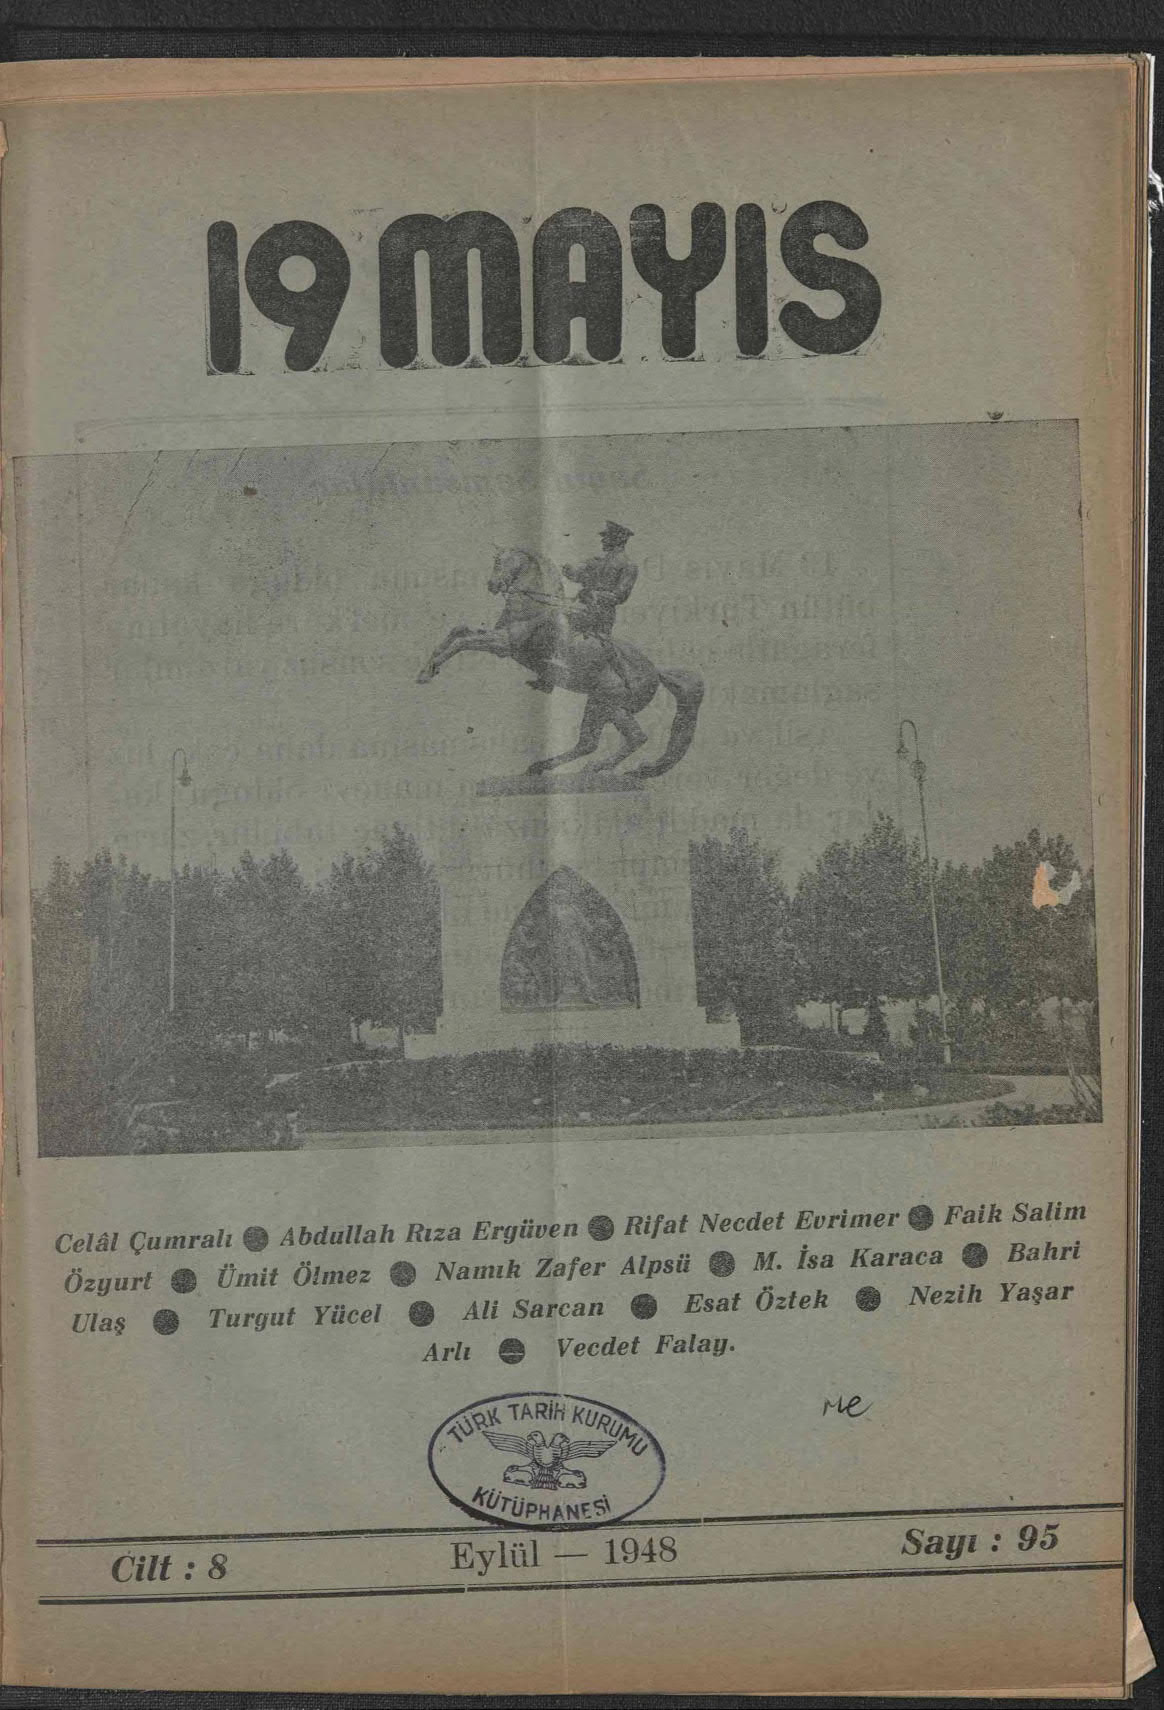 19 MAYIS
Celâl Çumralı ● Abdullah Rıza Ergüven ● Rifat Necdet Evrimer ● Faik Salim
Özyurt ● Ümit Ölmez ● Namık Zafer Alpsü ● M. İsa Karaca ● Bahri
Ulaş ● Turgut Yücel ● Ali Sarcan ● Esat Öztek ● Nezih Yaşar
Arlı ● Vecdet Falay.
TÜRK TARİH KURUMU
KÜTÜPHANESİ
Cilt : 8 Eylül — 1948 Sayı : 95